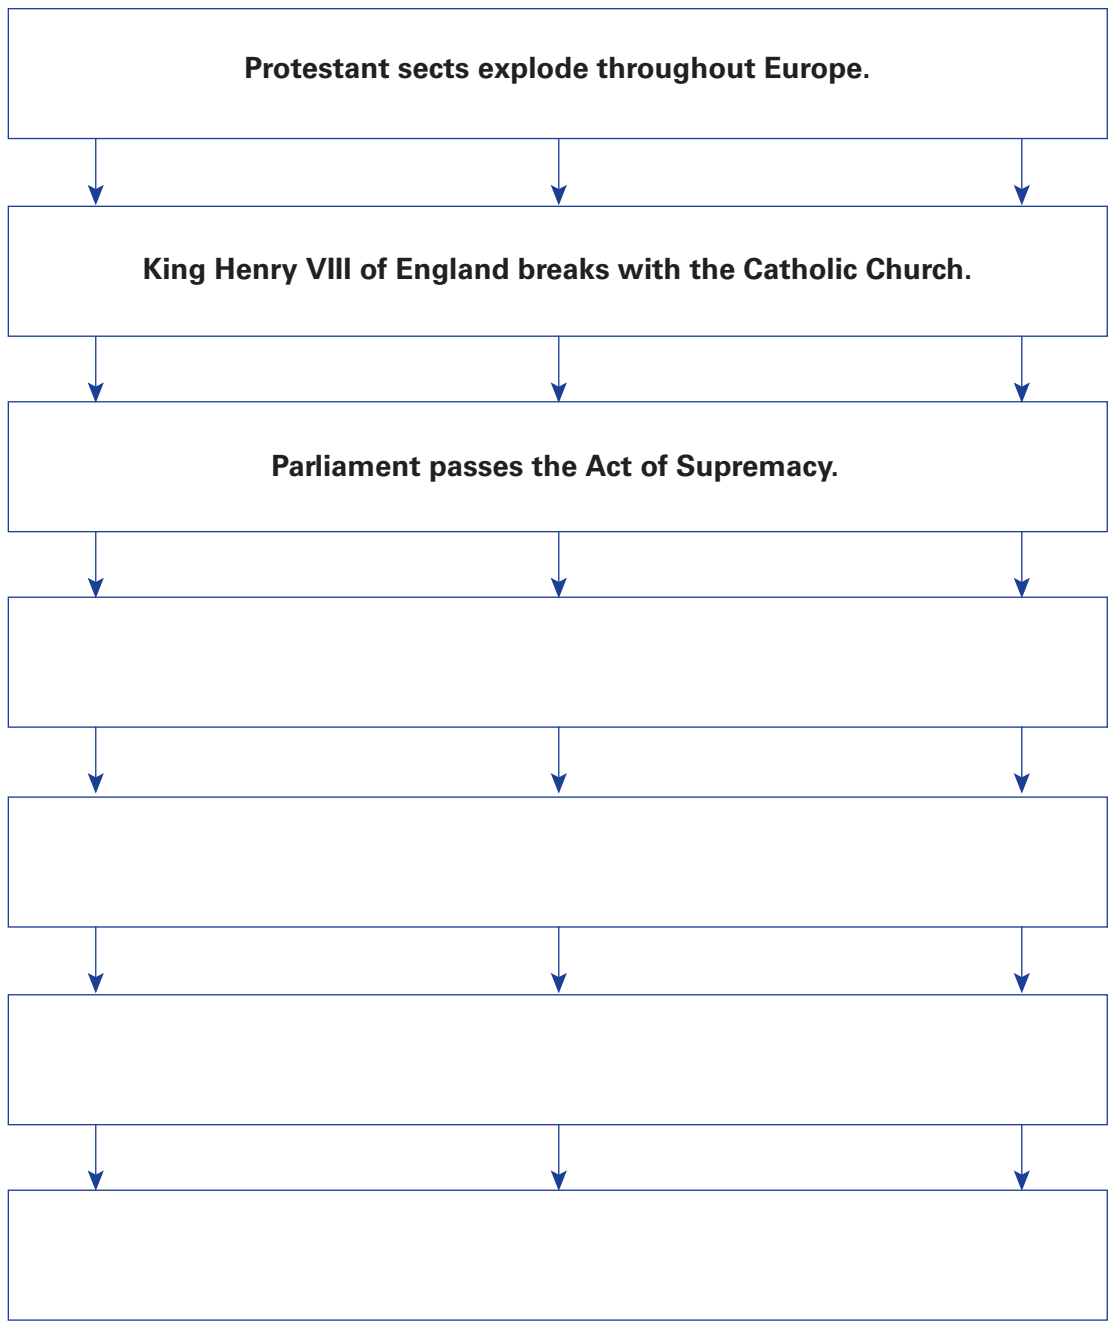 Protestant sects explode throughout Europe.
King Henry VIII of England breaks with the Catholic Church.
Parliament passes the Act of Supremacy.